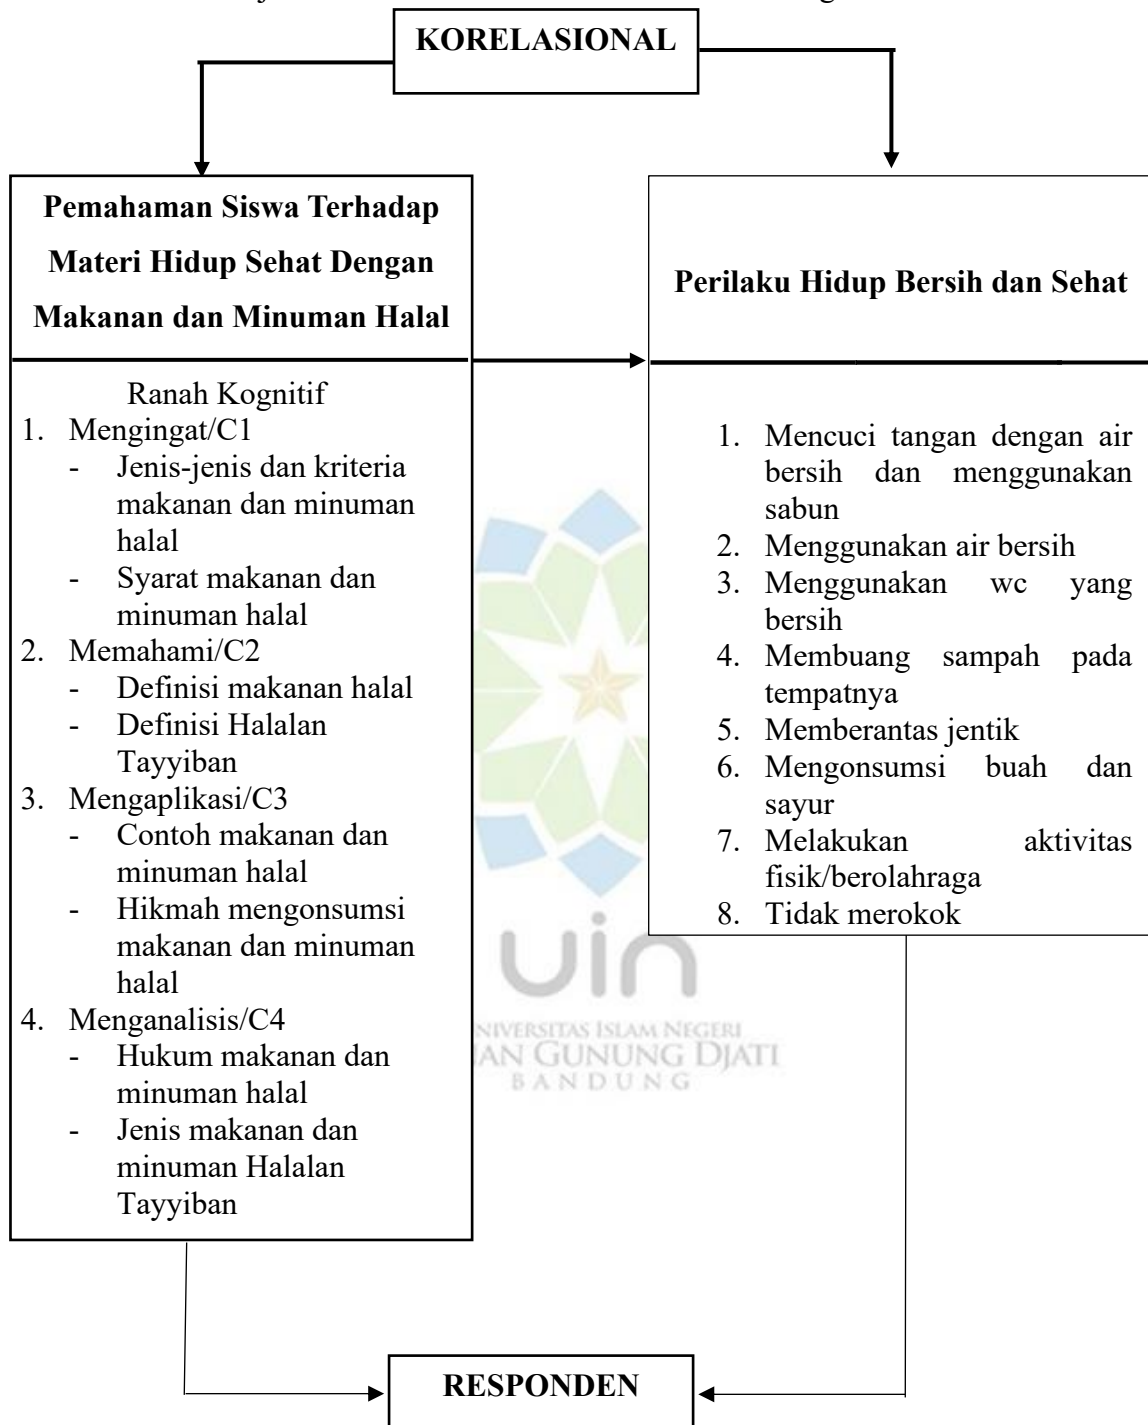 KORELASIONAL
Pemahaman Siswa Terhadap
Materi Hidup Sehat Dengan
Makanan dan Minuman Halal
Ranah Kognitif
1. Mengingat/C1
- Jenis-jenis dan kriteria
makanan dan minuman
halal
- Syarat makanan dan
minuman halal
2. Memahami/C2
- Definisi makanan halal
- Definisi Halalan
Tayyiban
3. Mengaplikasi/C3
- Contoh makanan dan
minuman halal
- Hikmah mengonsumsi
makanan dan minuman
halal
4. Menganalisis/C4
- Hukum makanan dan
minuman halal
- Jenis makanan dan
minuman Halalan
Tayyiban
Perilaku Hidup Bersih dan Sehat
1. Mencuci tangan dengan air
bersih dan menggunakan
sabun
2. Menggunakan air bersih
3. Menggunakan wc yang
bersih
4. Membuang sampah pada
tempatnya
5. Memberantas jentik
6. Mengonsumsi buah dan
sayur
7. Melakukan aktivitas
fisik/berolahraga
8. Tidak merokok
uin
NIVERSITAS ISLAM NEGERI
AN GUNUNG DJATI
BANDUNG
RESPONDEN